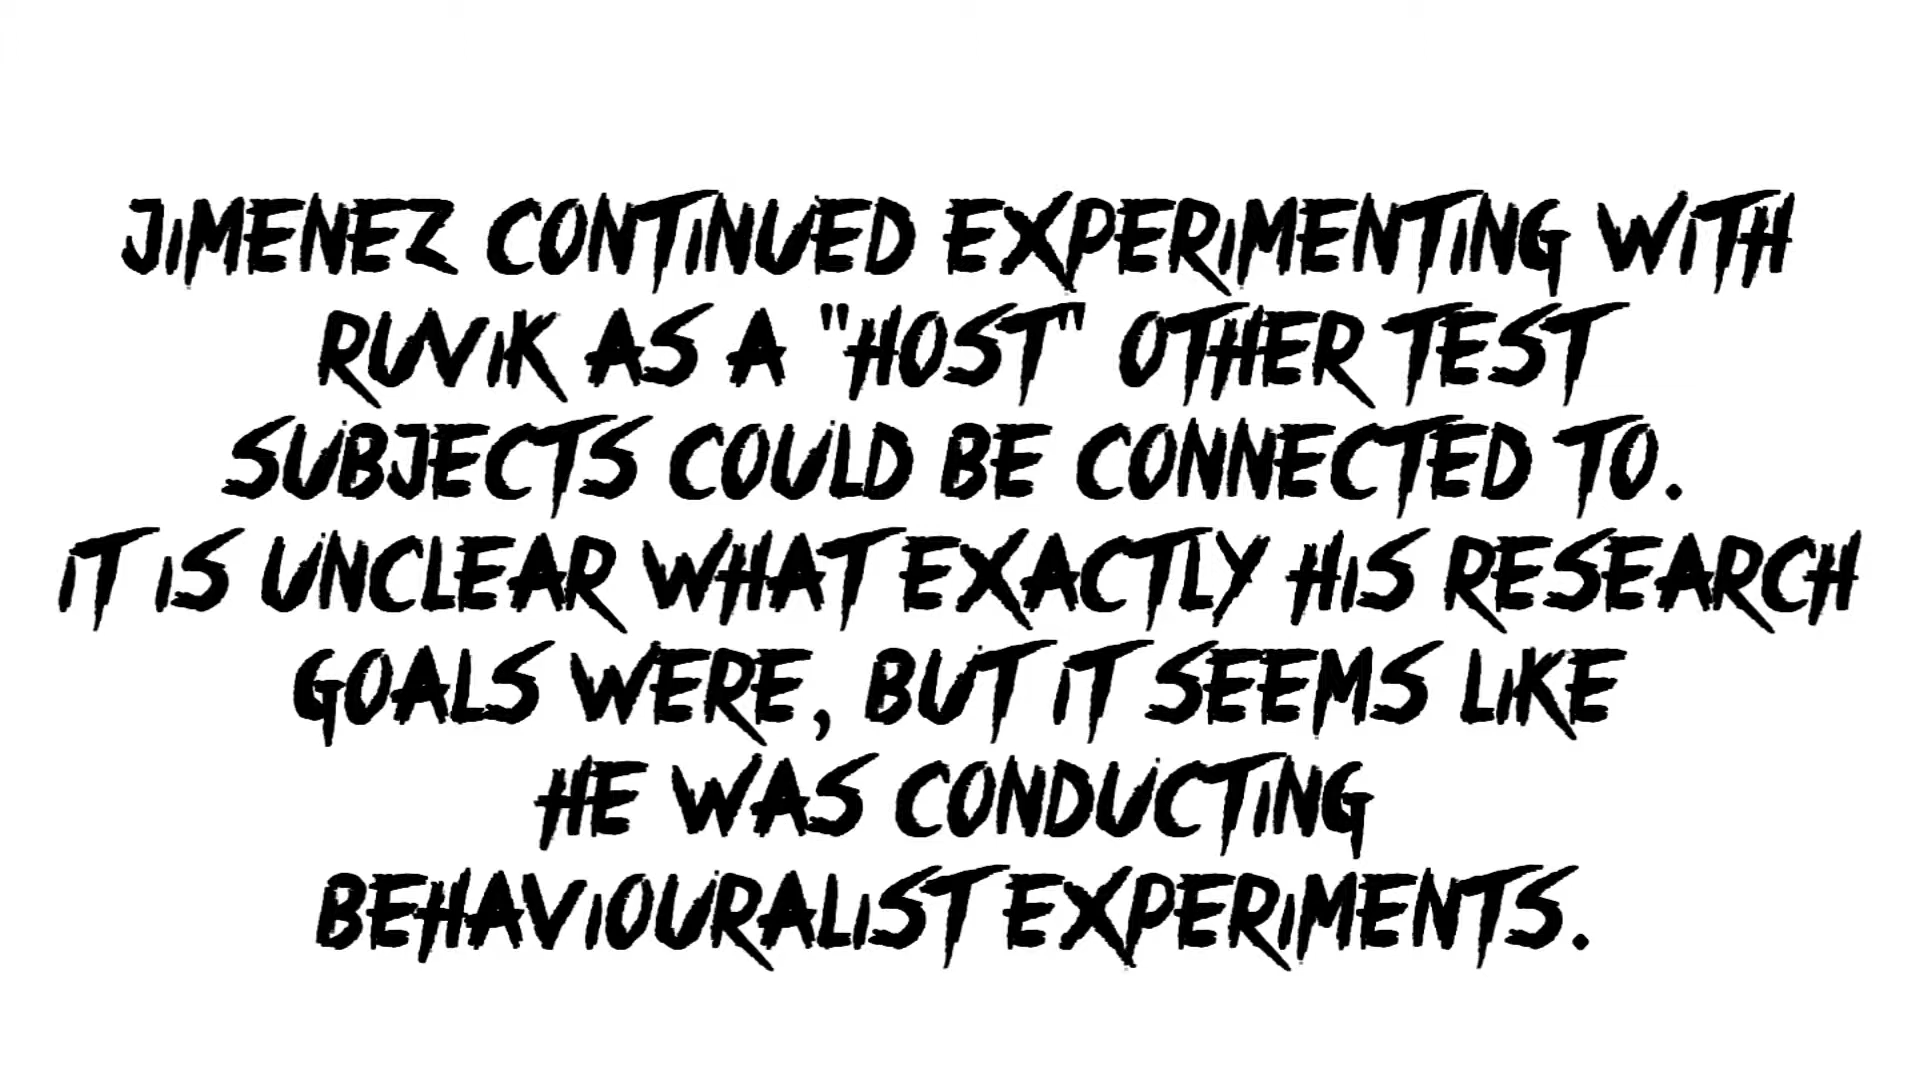 JIMENEZ CONTINUED EXPERIMENTING WITH
RUVIK AS A "HOST" OTHER TEST
SUBJECTS COULD BE CONNECTED TO.
IT IS UNCLEAR WHAT EXACTLY HIS RESEARCH
GOALS WERE, BUT IT SEEMS LIKE
HE WAS CONDUCTING
BEHAVIOURALIST EXPERIMENTS.